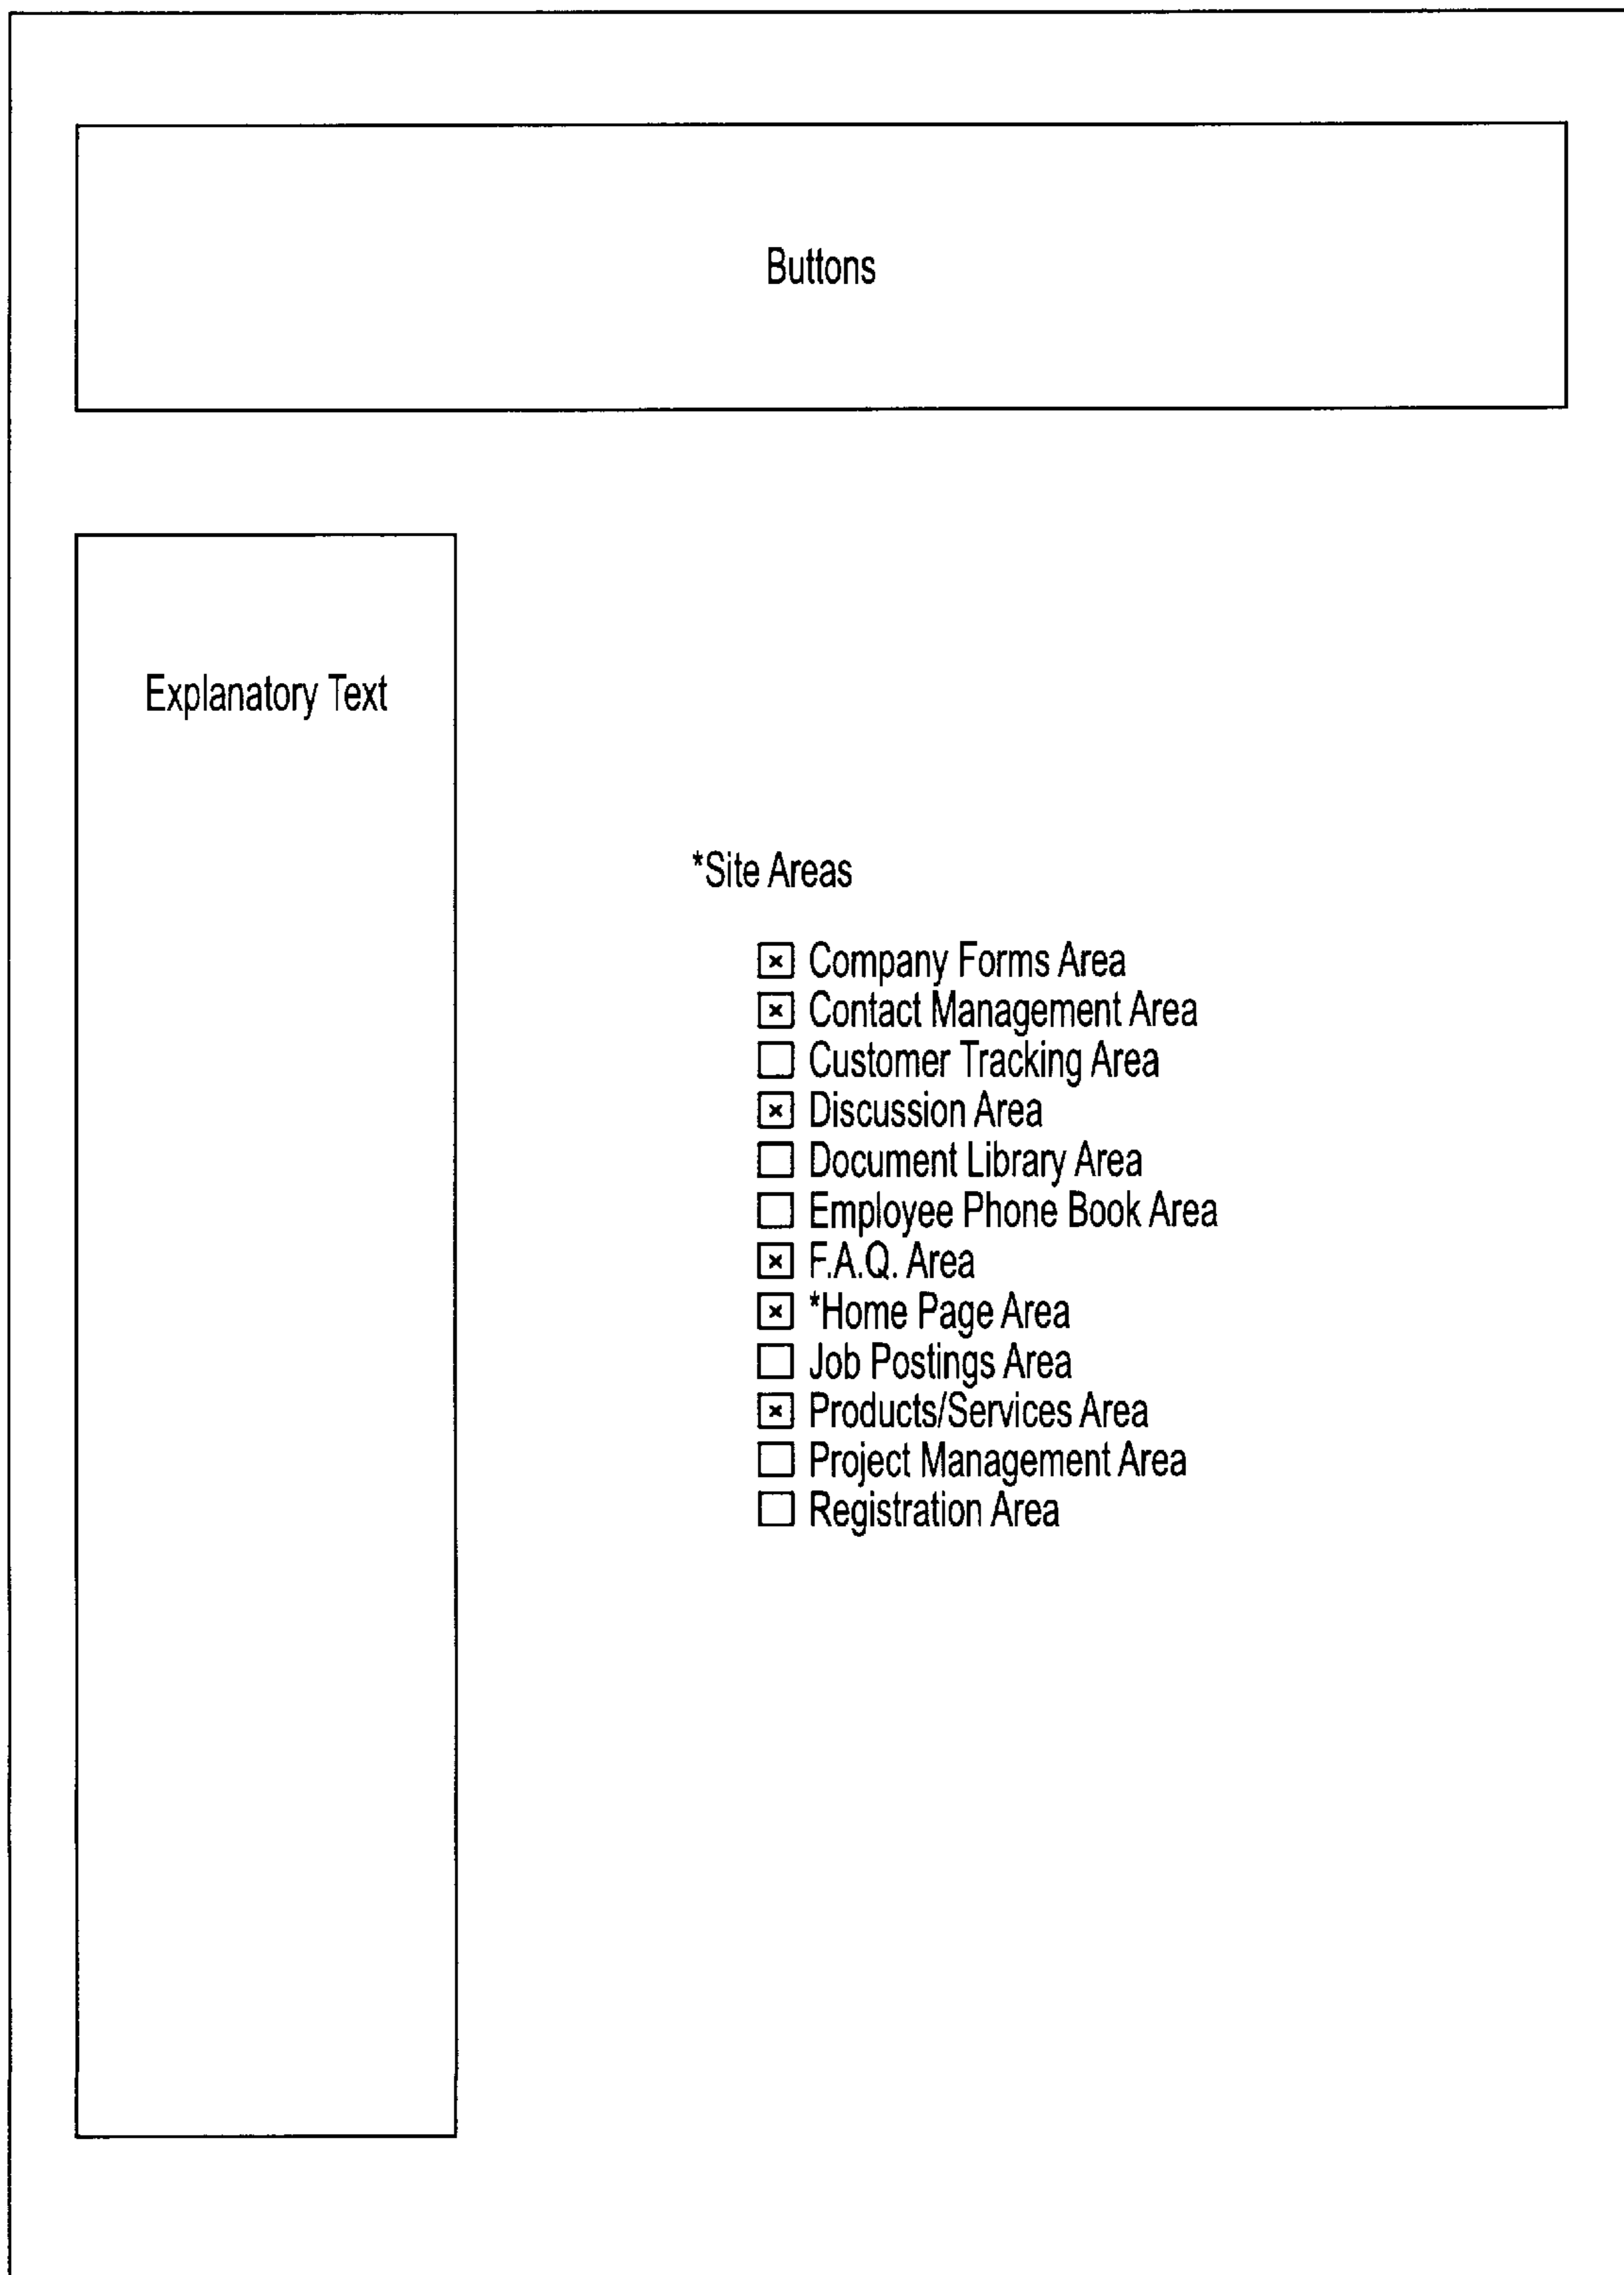 Buttons
Explanatory Text
*Site Areas
Company Forms Area
Contact Management Area
Customer Tracking Area
Discussion Area
Document Library Area
Employee Phone Book Area
F.A.Q. Area
*Home Page Area
Job Postings Area
Products/Services Area
Project Management Area
Registration Area